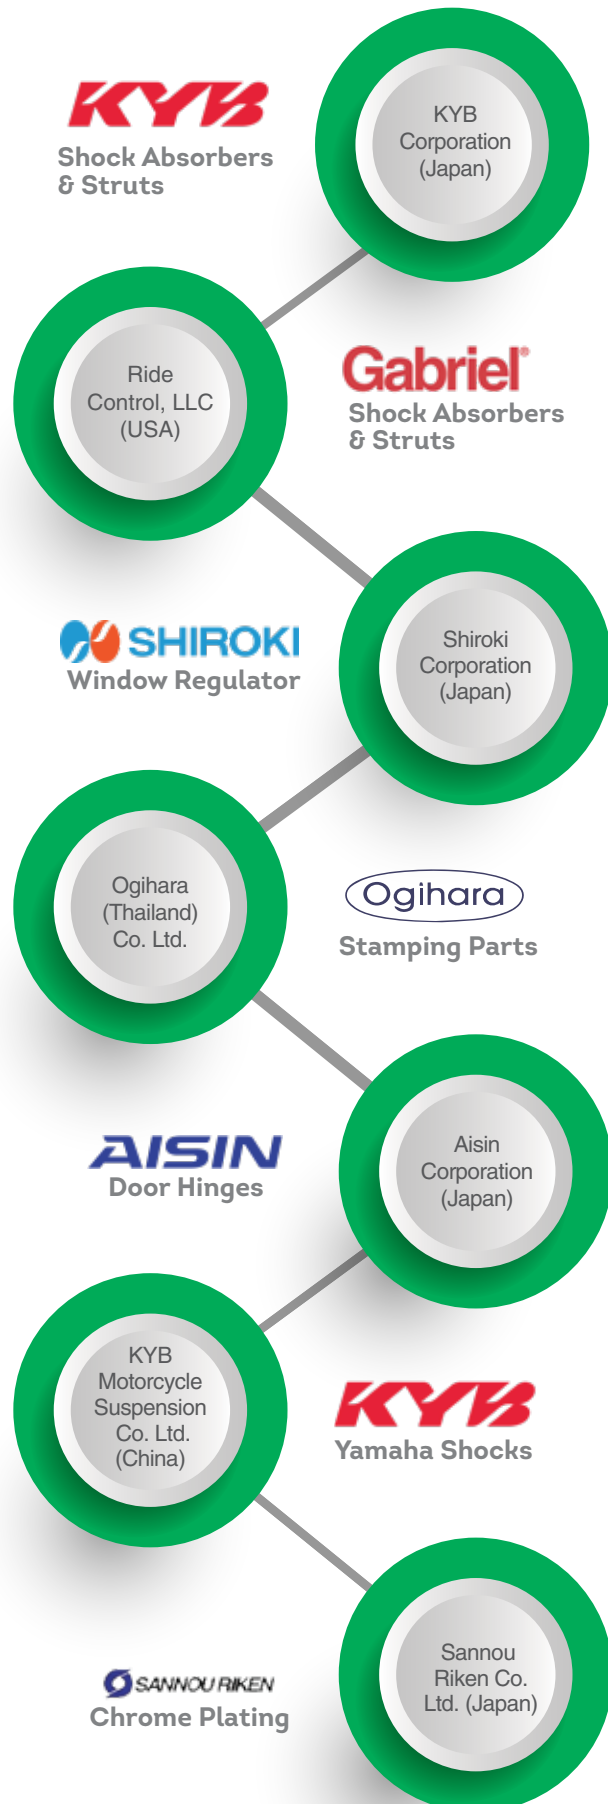 KYB
Shock Absorbers
& Struts
KYB
Corporation
(Japan)
Ride
Control, LLC
(USA)
Gabriel®
Shock Absorbers
& Struts
SHIROKI
Window Regulator
Shiroki
Corporation
(Japan)
Ogihara
(Thailand)
Co. Ltd.
Ogihara
Stamping Parts
AISIN
Door Hinges
Aisin
Corporation
(Japan)
KYB
Motorcycle
Suspension
Co. Ltd.
(China)
KYB
Yamaha Shocks
SANNOU RIKEN
Chrome Plating
Sannou
Riken Co.
Ltd. (Japan)